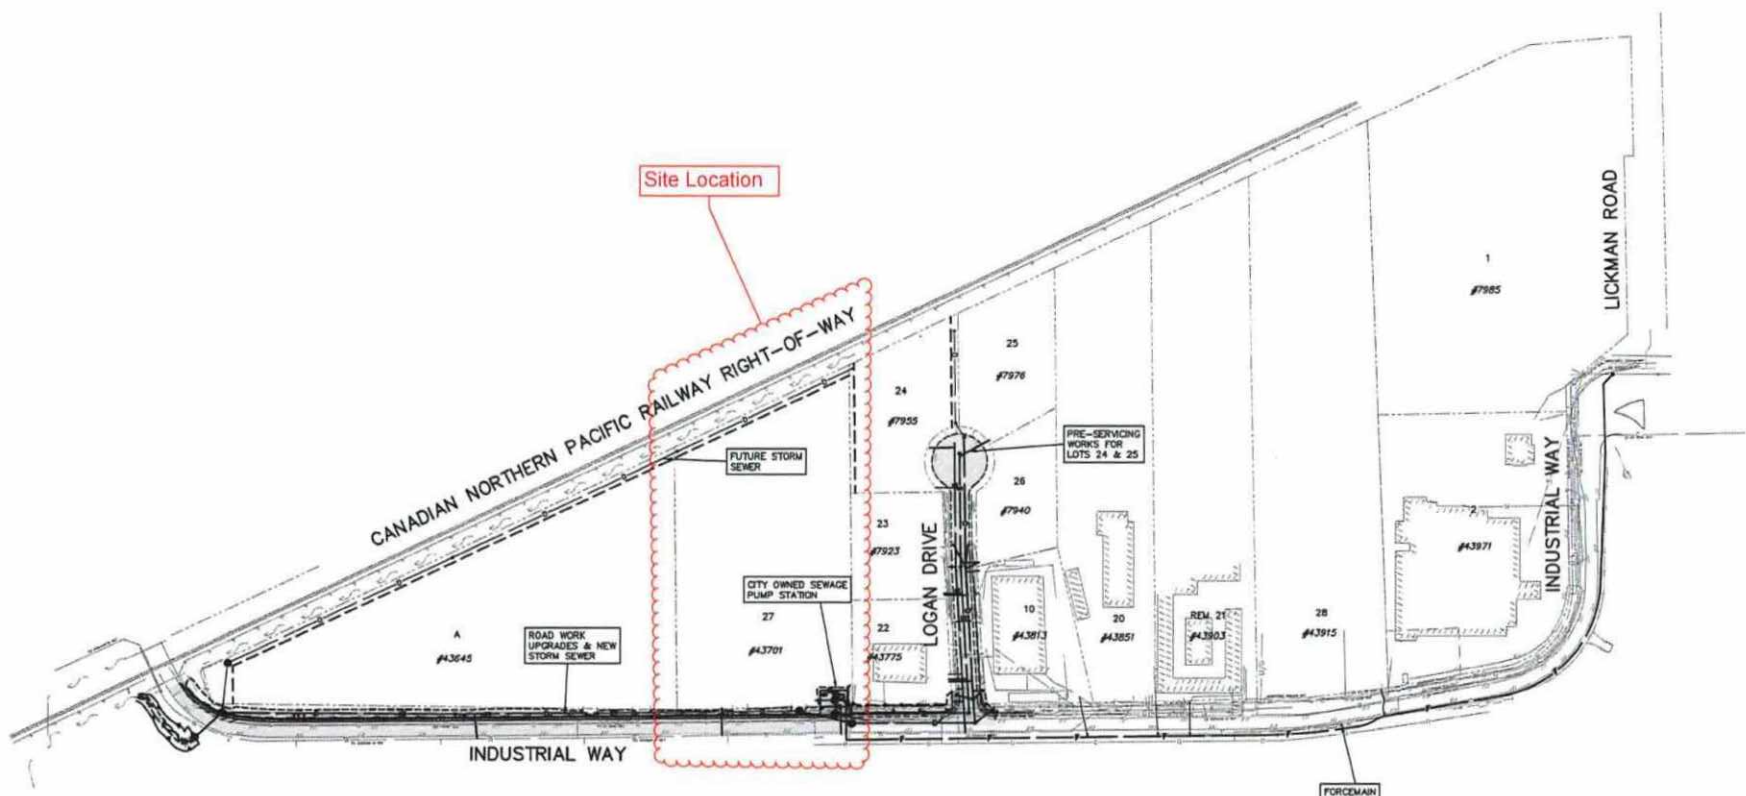 Site Location
CANADIAN NORTHERN PACIFIC RAILWAY RIGHT-OF-WAY
LICKMAN ROAD
1
#7985
25
#7976
24
#7955
PRE-SERVICING
WORKS FOR
LOTS 24 & 25
FUTURE STORM
SEWER
26
#7940
23
#7923
LOGAN DRIVE
INDUSTRIAL WAY
2
#43971
CITY OWNED SEWAGE
PUMP STATION
27
#43701
22
#43775
10
#43813
20
#43851
REM. 21
#43903
28
#43915
A
#43645
ROAD WORK
UPGRADES & NEW
STORM SEWER
INDUSTRIAL WAY
FORCEMAIN